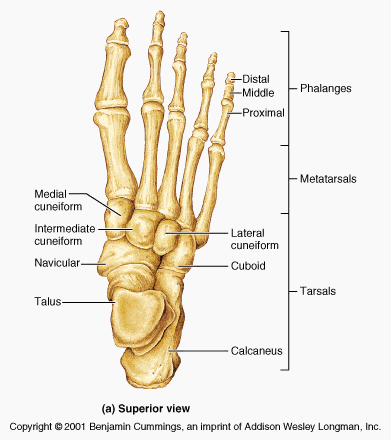 Distal
Middle
Proximal
Phalanges
Metatarsals
Medial
cuneiform
Intermediate
cuneiform
Navicular
Talus
Lateral
cuneiform
Cuboid
Tarsals
Calcaneus
(a) Superior view
Copyright © 2001 Benjamin Cummings, an imprint of Addison Wesley Longman, Inc.